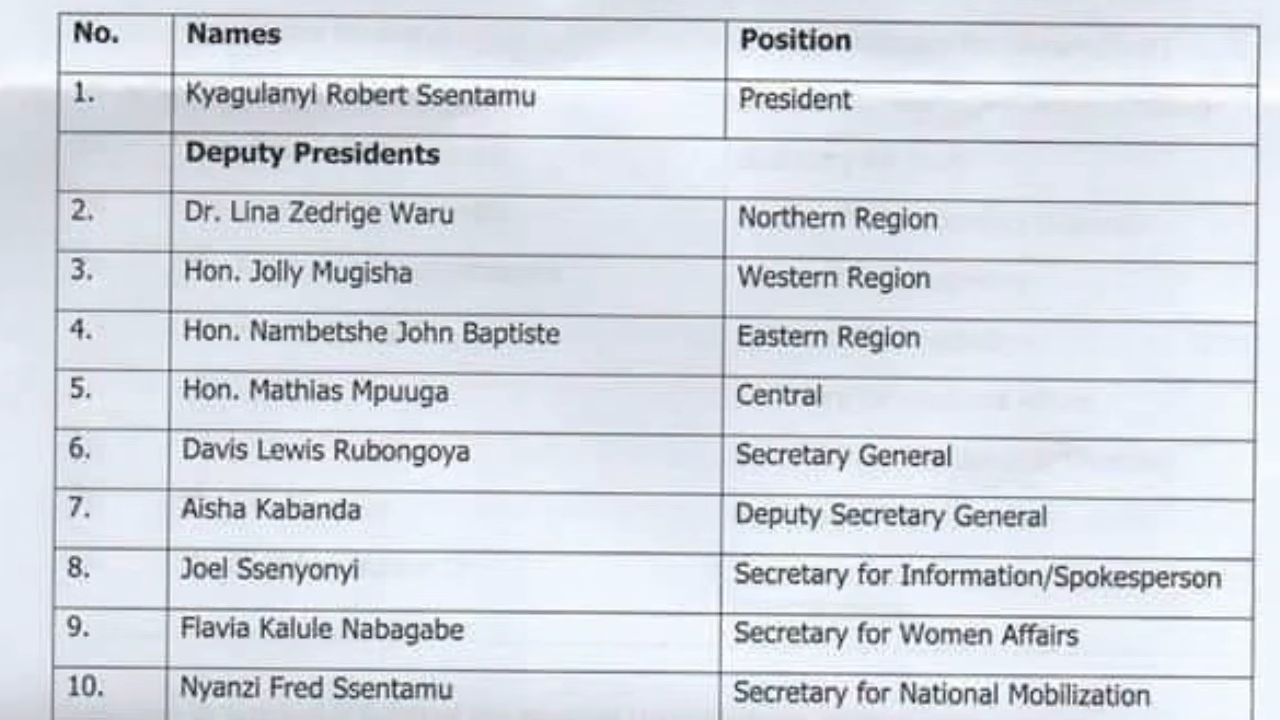 No. Names Position
1. Kyagulanyi Robert Ssentamu President
Deputy Presidents
2. Dr. Lina Zedrige Waru Northern Region
3. Hon. Jolly Mugisha Western Region
4. Hon. Nambetshe John Baptiste Eastern Region
5. Hon. Mathias Mpuuga Central
6. Davis Lewis Rubongoya Secretary General
7. Aisha Kabanda Deputy Secretary General
8. Joel Ssenyonyi Secretary for Information/Spokesperson
9. Flavia Kalule Nabagabe Secretary for Women Affairs
10. Nyanzi Fred Ssentamu Secretary for National Mobilization